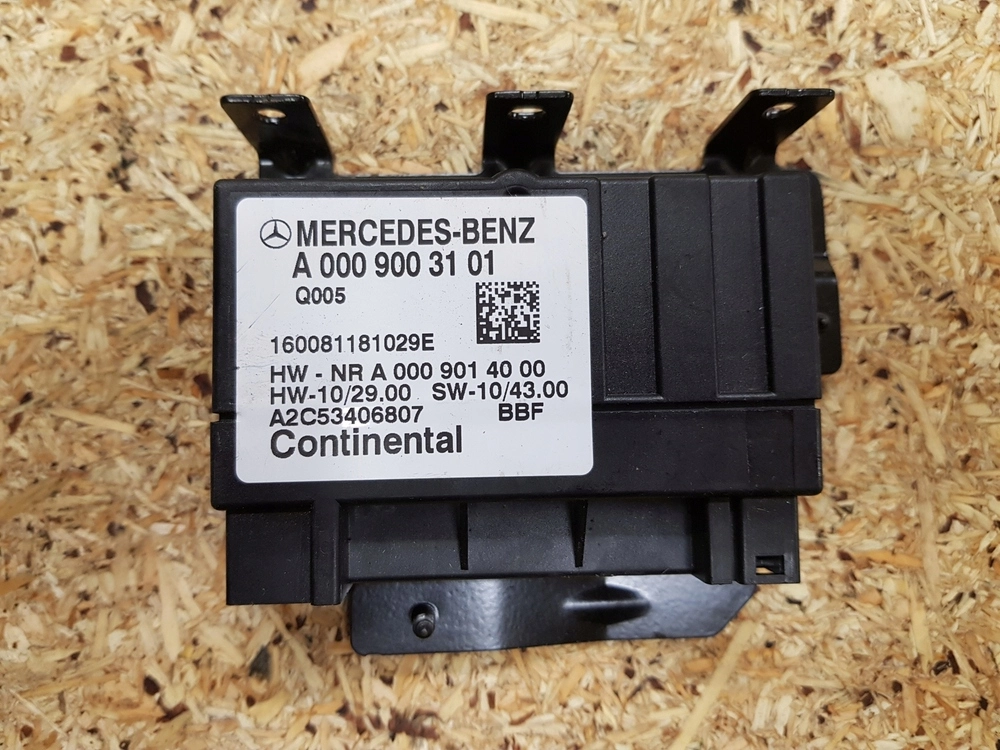 MERCEDES-BENZ
A 000 900 31 01
Q005
160081181029E
HW - NR A 000 901 40 00
HW-10/29.00 SW-10/43.00
A2C53406807 BBF
Continental